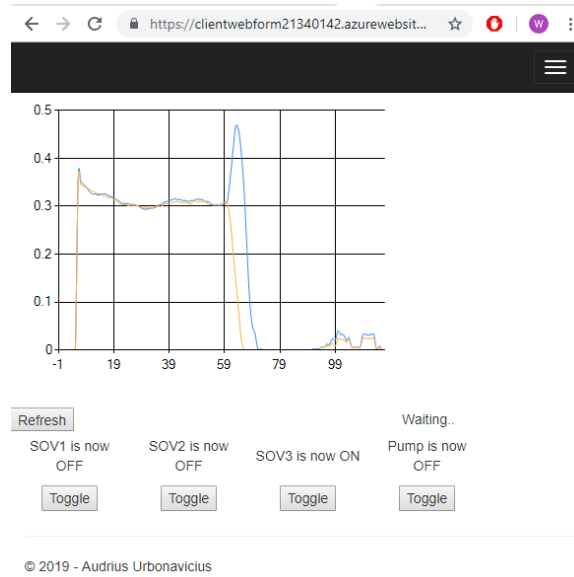 https://clientwebform21340142.azurewebsit...
W
0.5
0.4
0.3
0.2
0.1
0
-1 19 39 59 79 99
Refresh Waiting..
SOV1 is now OFF SOV2 is now OFF SOV3 is now ON Pump is now OFF
Toggle Toggle Toggle Toggle
© 2019 - Audrius Urbonavicius